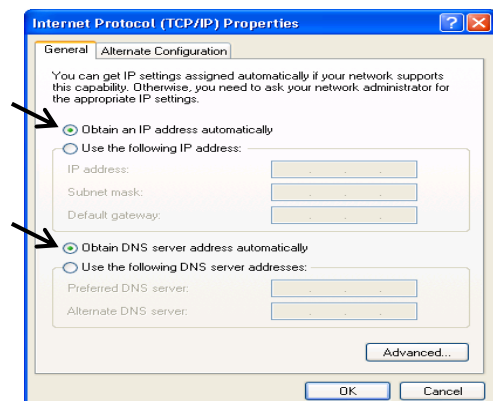 Internet Protocol (TCP/IP) Properties
General Alternate Configuration
You can get IP settings assigned automatically if your network supports
this capability. Otherwise, you need to ask your network administrator for
the appropriate IP settings.
Obtain an IP address automatically
Use the following IP address:
IP address:
Subnet mask:
Default gateway:
Obtain DNS server address automatically
Use the following DNS server addresses:
Preferred DNS server:
Alternate DNS server:
Advanced...
OK Cancel